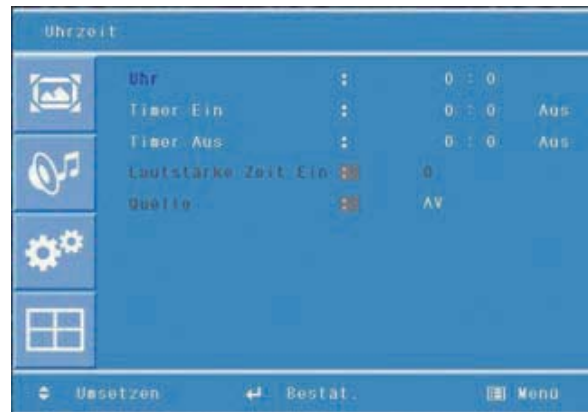 Uhrzeit
Uhr : 0 : 0
Timer Ein : 0 : 0 Aus
Timer Aus : 0 : 0 Aus
Lautstärke Zeit Ein : 0
Quelle : AV
Umsetzen Bestät. Menü